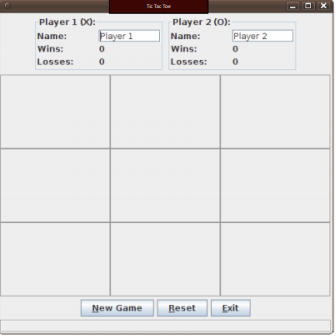 Tic Tac Toe
Player 1 (X): Player 2 (O):
Name: Player 1 Name: Player 2
Wins: 0 Wins: 0
Losses: 0 Losses: 0
New Game Reset Exit